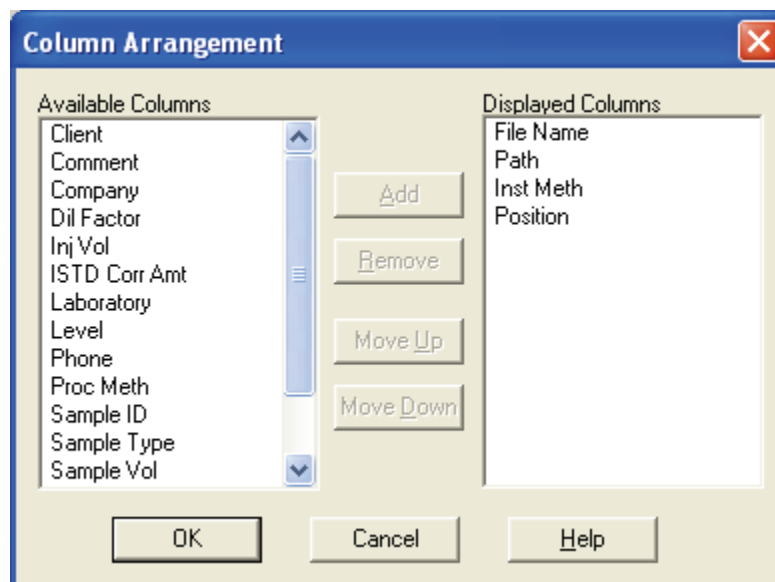 Column Arrangement
Available Columns
Client
Comment
Company
Dil Factor
Inj Vol
ISTD Corr Amt
Laboratory
Level
Phone
Proc Meth
Sample ID
Sample Type
Sample Vol
Add
Remove
Move Up
Move Down
Displayed Columns
File Name
Path
Inst Meth
Position
OK
Cancel
Help